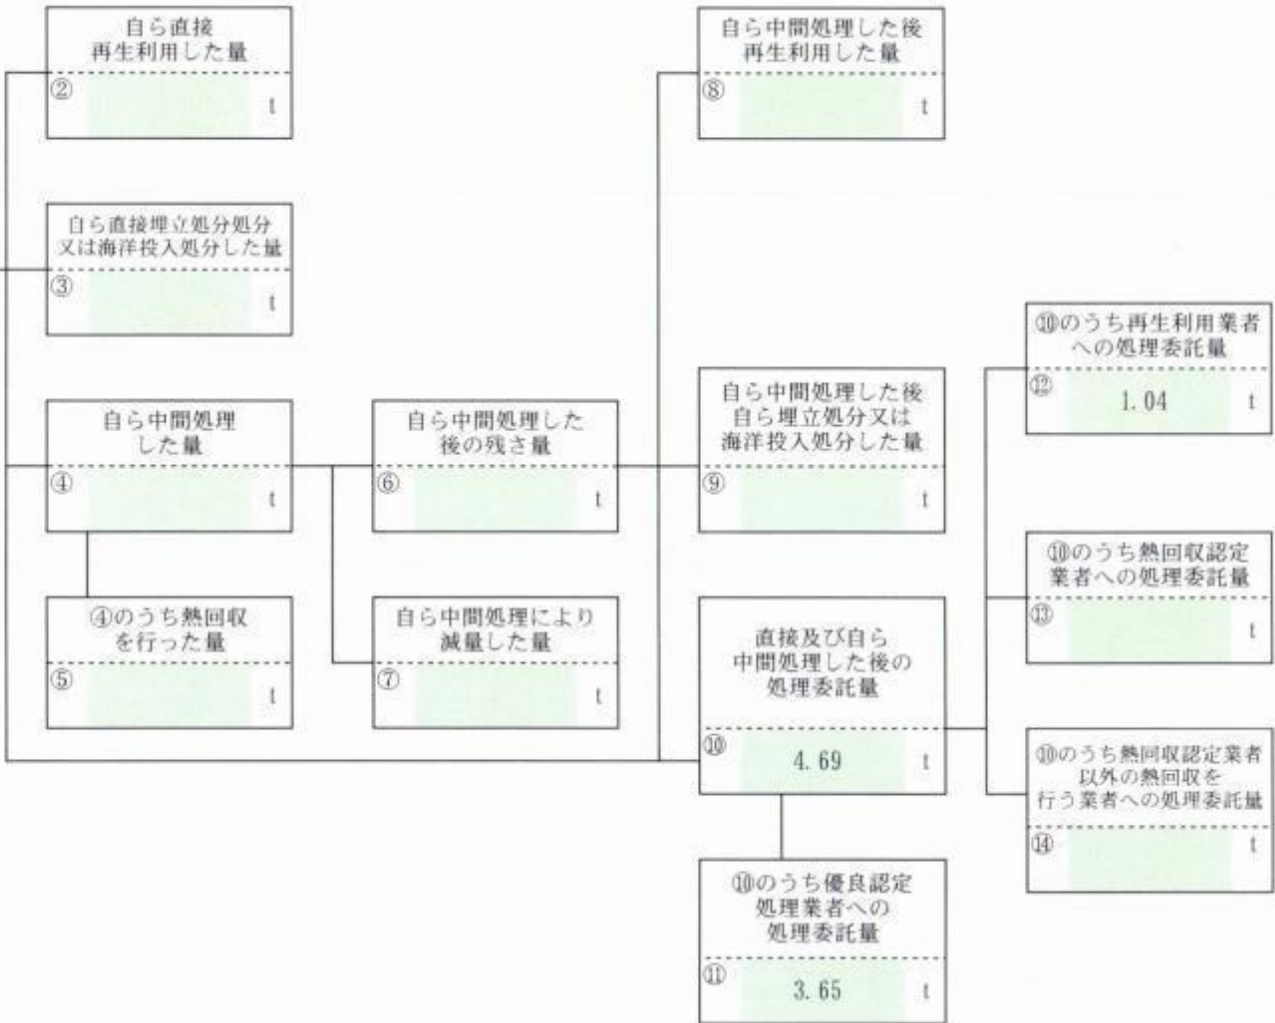 自ら直接
再生利用した量
② t
自ら直接埋立処分処分
又は海洋投入処分した量
③ t
自ら中間処理
した量
④ t
④のうち熱回収
を行った量
⑤ t
自ら中間処理した
後の残さ量
⑥ t
自ら中間処理により
減量した量
⑦ t
自ら中間処理した後
再生利用した量
⑧ t
自ら中間処理した後
自ら埋立処分又は
海洋投入処分した量
⑨ t
直接及び自ら
中間処理した後の
処理委託量
⑩ 4.69 t
⑩のうち優良認定
処理業者への
処理委託量
⑪ 3.65 t
⑩のうち再生利用業者
への処理委託量
⑫ 1.04 t
⑩のうち熱回収認定
業者への処理委託量
⑬ t
⑩のうち熱回収認定業者
以外の熱回収を
行う業者への処理委託量
⑭ t